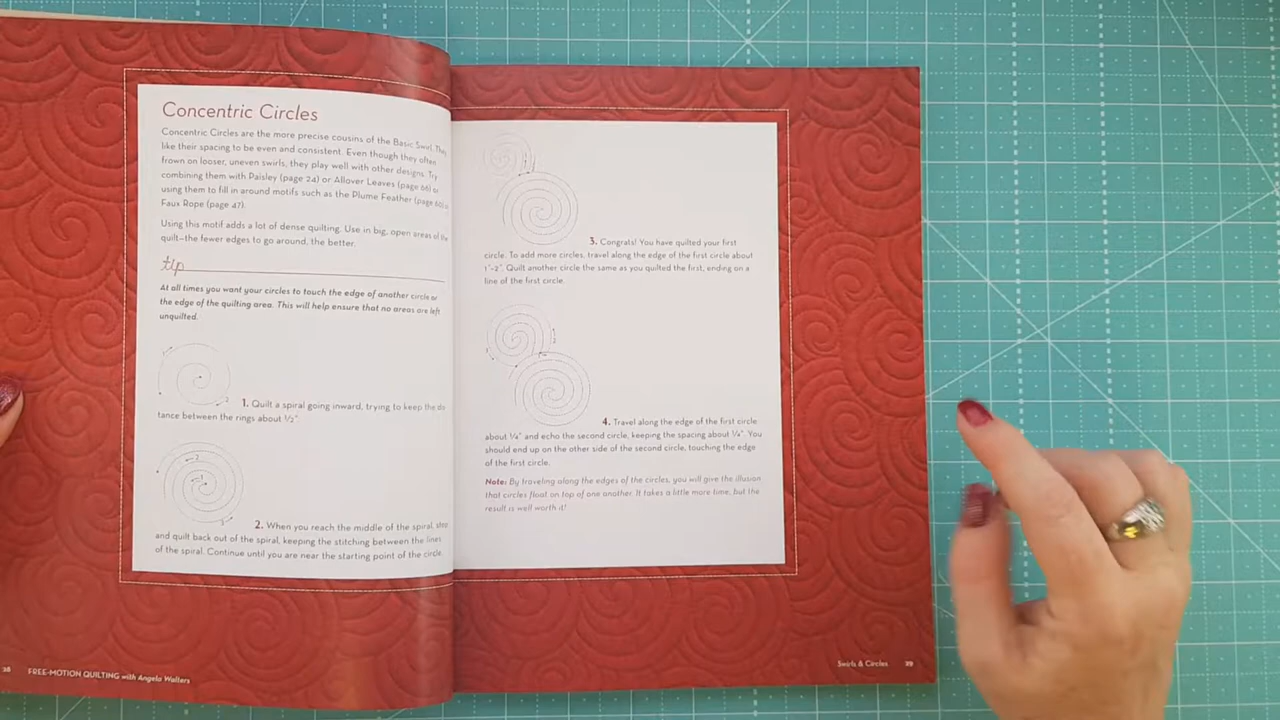 Concentric Circles
Concentric Circles are the more precise cousins of the Basic Swirl. They
like their spacing to be even and consistent. Even though they often
frown on looser, uneven swirls, they play well with other designs. Try
combining them with Paisley (page 24) or Allover Leaves (page 66) or
using them to fill in around motifs such as the Plume Feather (page 60) or
Faux Rope (page 47).
Using this motif adds a lot of dense quilting. Use in big, open areas of the
quilt—the fewer edges to go around, the better.
tip
At all times you want your circles to touch the edge of another circle or
the edge of the quilting area. This will help ensure that no areas are left
unquilted.
1. Quilt a spiral going inward, trying to keep the dis
tance between the rings about ½".
2. When you reach the middle of the spiral, stop
and quilt back out of the spiral, keeping the stitching between the lines
of the spiral. Continue until you are near the starting point of the circle.
28 FREE-MOTION QUILTING with Angela Walters
3. Congrats! You have quilted your first
circle. To add more circles, travel along the edge of the first circle about
1"–2". Quilt another circle the same as you quilted the first, ending on a
line of the first circle.
4. Travel along the edge of the first circle
about ¼" and echo the second circle, keeping the spacing about ¼". You
should end up on the other side of the second circle, touching the edge
of the first circle.
Note: By traveling along the edges of the circles, you will give the illusion
that circles float on top of one another. It takes a little more time, but the
result is well worth it!
Swirls & Circles 29